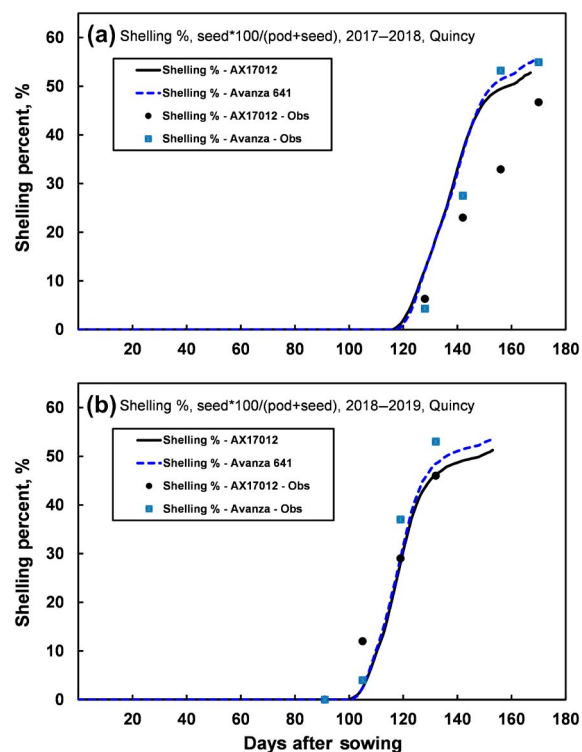 (a) Shelling %, seed*100/(pod+seed), 2017–2018, Quincy
Shelling % - AX17012
Shelling % - Avanza 641
Shelling % - AX17012 - Obs
Shelling % - Avanza - Obs
Shelling percent, %
60
50
40
30
20
10
0
20 40 60 80 100 120 140 160 180
(b) Shelling %, seed*100/(pod+seed), 2018–2019, Quincy
Shelling % - AX17012
Shelling % - Avanza 641
Shelling % - AX17012 - Obs
Shelling % - Avanza - Obs
Shelling percent, %
60
50
40
30
20
10
0
0 20 40 60 80 100 120 140 160 180
Days after sowing